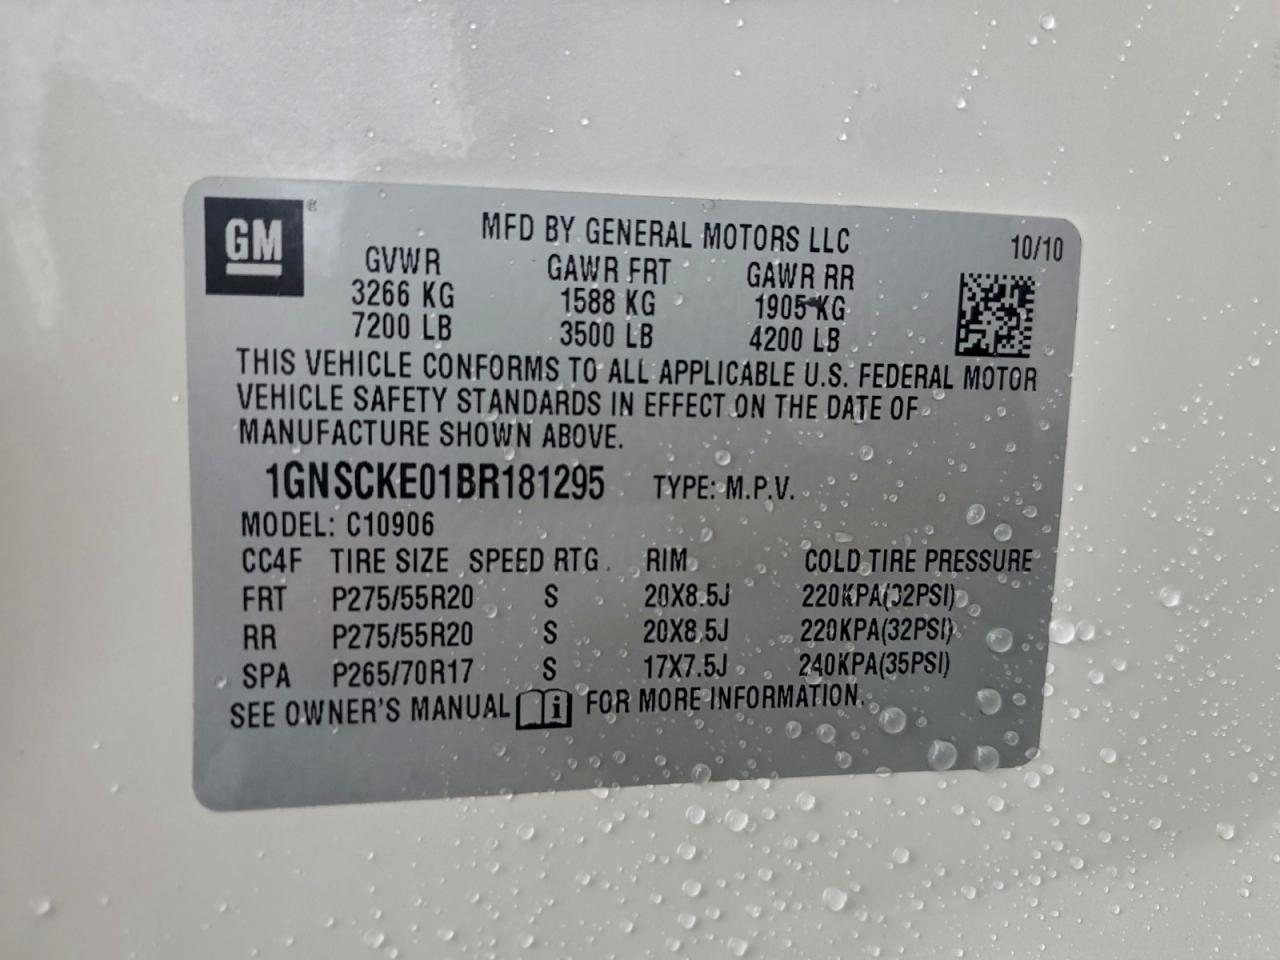 GM ®
MFD BY GENERAL MOTORS LLC 10/10
GVWR GAWR FRT GAWR RR
3266 KG 1588 KG 1905 KG
7200 LB 3500 LB 4200 LB
THIS VEHICLE CONFORMS TO ALL APPLICABLE U.S. FEDERAL MOTOR
VEHICLE SAFETY STANDARDS IN EFFECT ON THE DATE OF
MANUFACTURE SHOWN ABOVE.
1GNSCKE01BR181295 TYPE: M.P.V.
MODEL: C10906
CC4F TIRE SIZE SPEED RTG RIM COLD TIRE PRESSURE
FRT P275/55R20 S 20X8.5J 220KPA(32PSI)
RR P275/55R20 S 20X8.5J 220KPA(32PSI)
SPA P265/70R17 S 17X7.5J 240KPA(35PSI)
SEE OWNER'S MANUAL i FOR MORE INFORMATION.